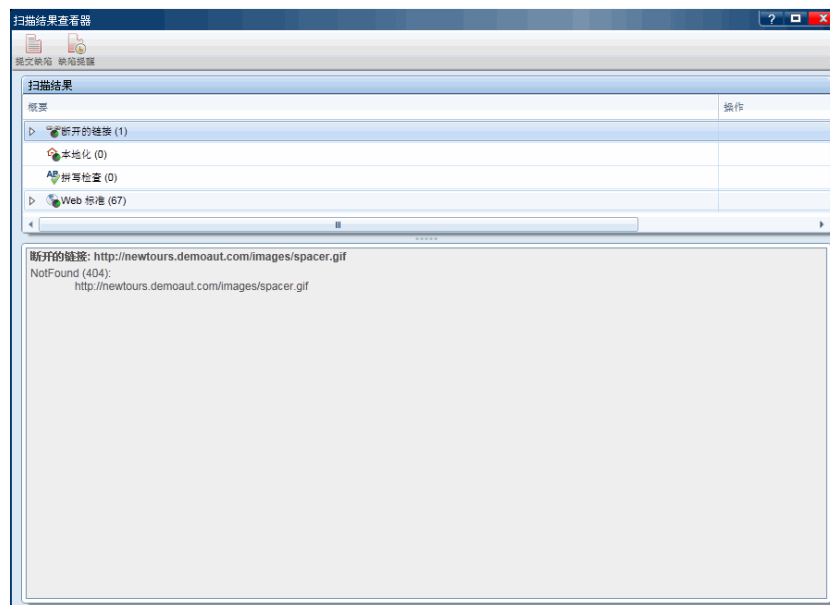 扫描结果查看器
提交缺陷 缺陷提醒
扫描结果
概要 操作
断开的链接 (1)
本地化 (0)
拼写检查 (0)
Web 标准 (67)
断开的链接: http://newtours.demoaut.com/images/spacer.gif
NotFound (404):
http://newtours.demoaut.com/images/spacer.gif